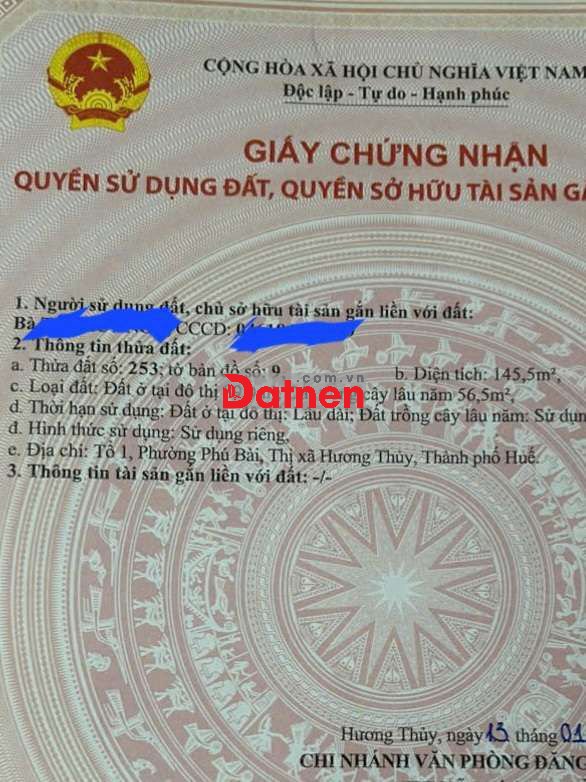 CỘNG HÒA XÃ HỘI CHỦ NGHĨA VIỆT NAM
Độc lập - Tự do - Hạnh phúc
GIẤY CHỨNG NHẬN
QUYỀN SỬ DỤNG ĐẤT, QUYỀN SỞ HỮU TÀI SẢN
1. Người sử dụng đất, chủ sở hữu tài sản gắn liền với đất:
Bà CCCD:
2. Thông tin thửa đất:
a. Thửa đất số: 253; tờ bản đồ số: 9, b. Diện tích: 145,5m²,
c. Loại đất: Đất ở tại đô thị cây lâu năm 56,5m²,
Datnen.com.vn
d. Thời hạn sử dụng: Đất ở tại đô thị: Lâu dài; Đất trồng cây lâu năm: Sử dụn
đ. Hình thức sử dụng: Sử dụng riêng,
e. Địa chỉ: Tổ 1, Phường Phú Bài, Thị xã Hương Thủy, Thành phố Huế.
3. Thông tin tài sản gắn liền với đất: -/-
Hương Thủy, ngày 13 tháng 01
CHI NHÁNH VĂN PHÒNG ĐĂNG